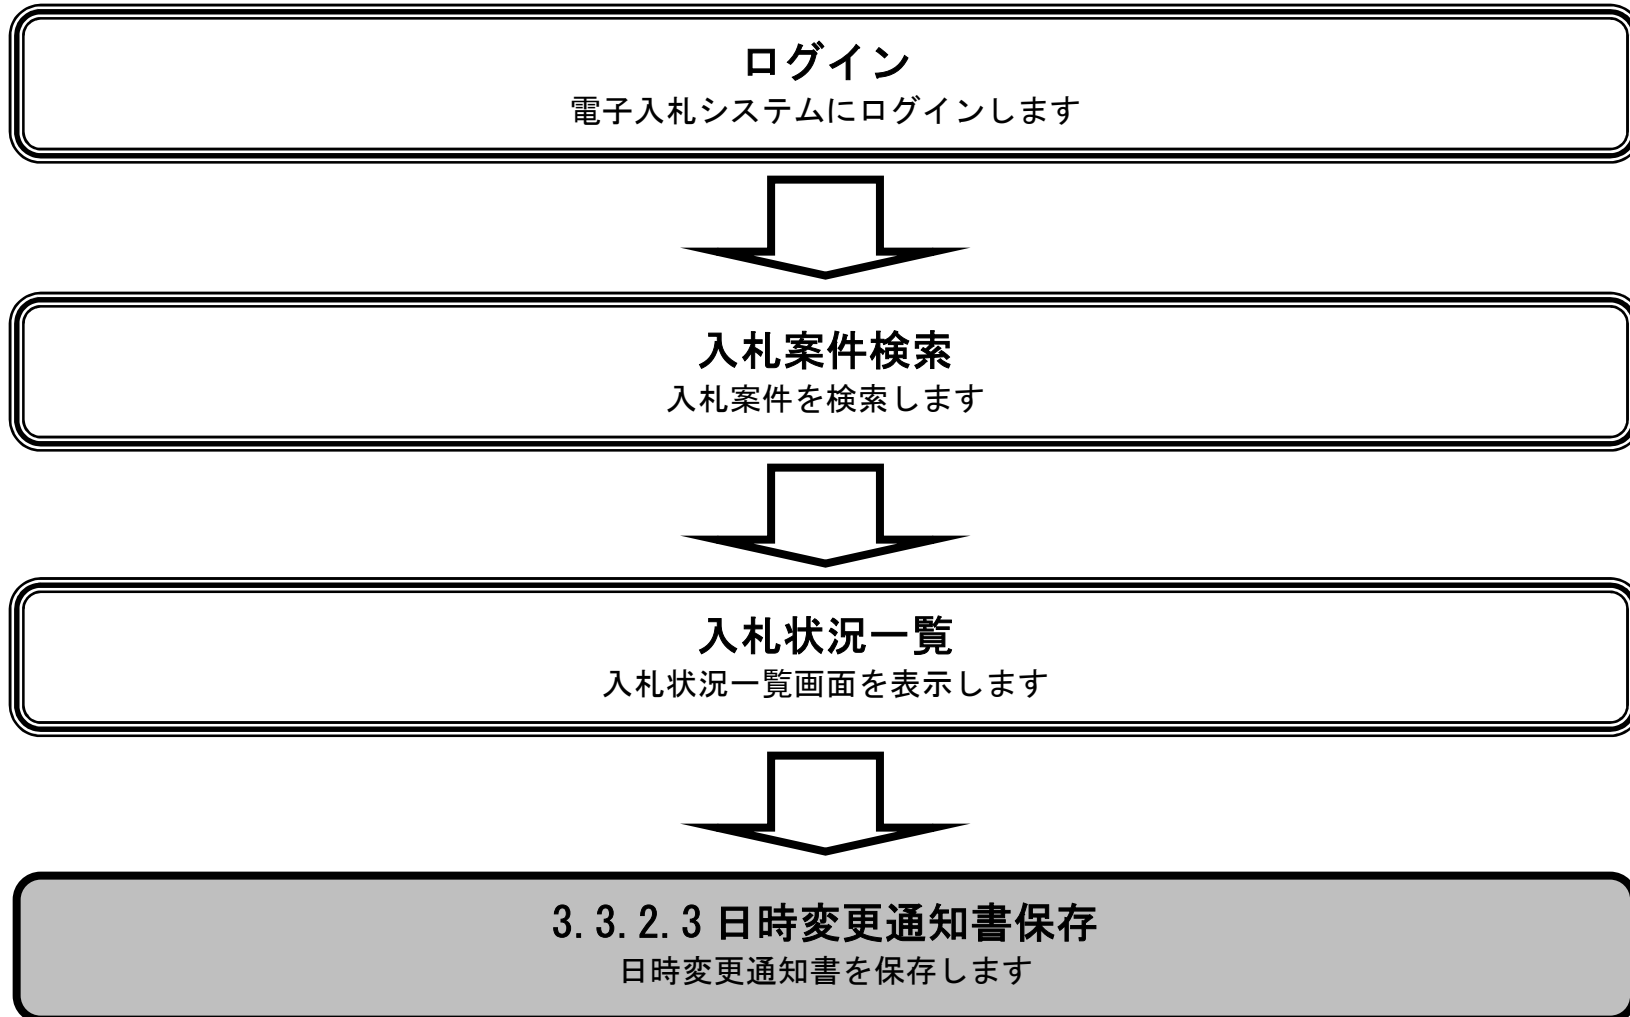 ログイン
電子入札システムにログインします
入札案件検索
入札案件を検索します
入札状況一覧
入札状況一覧画面を表示します
3.3.2.3 日時変更通知書保存
日時変更通知書を保存します